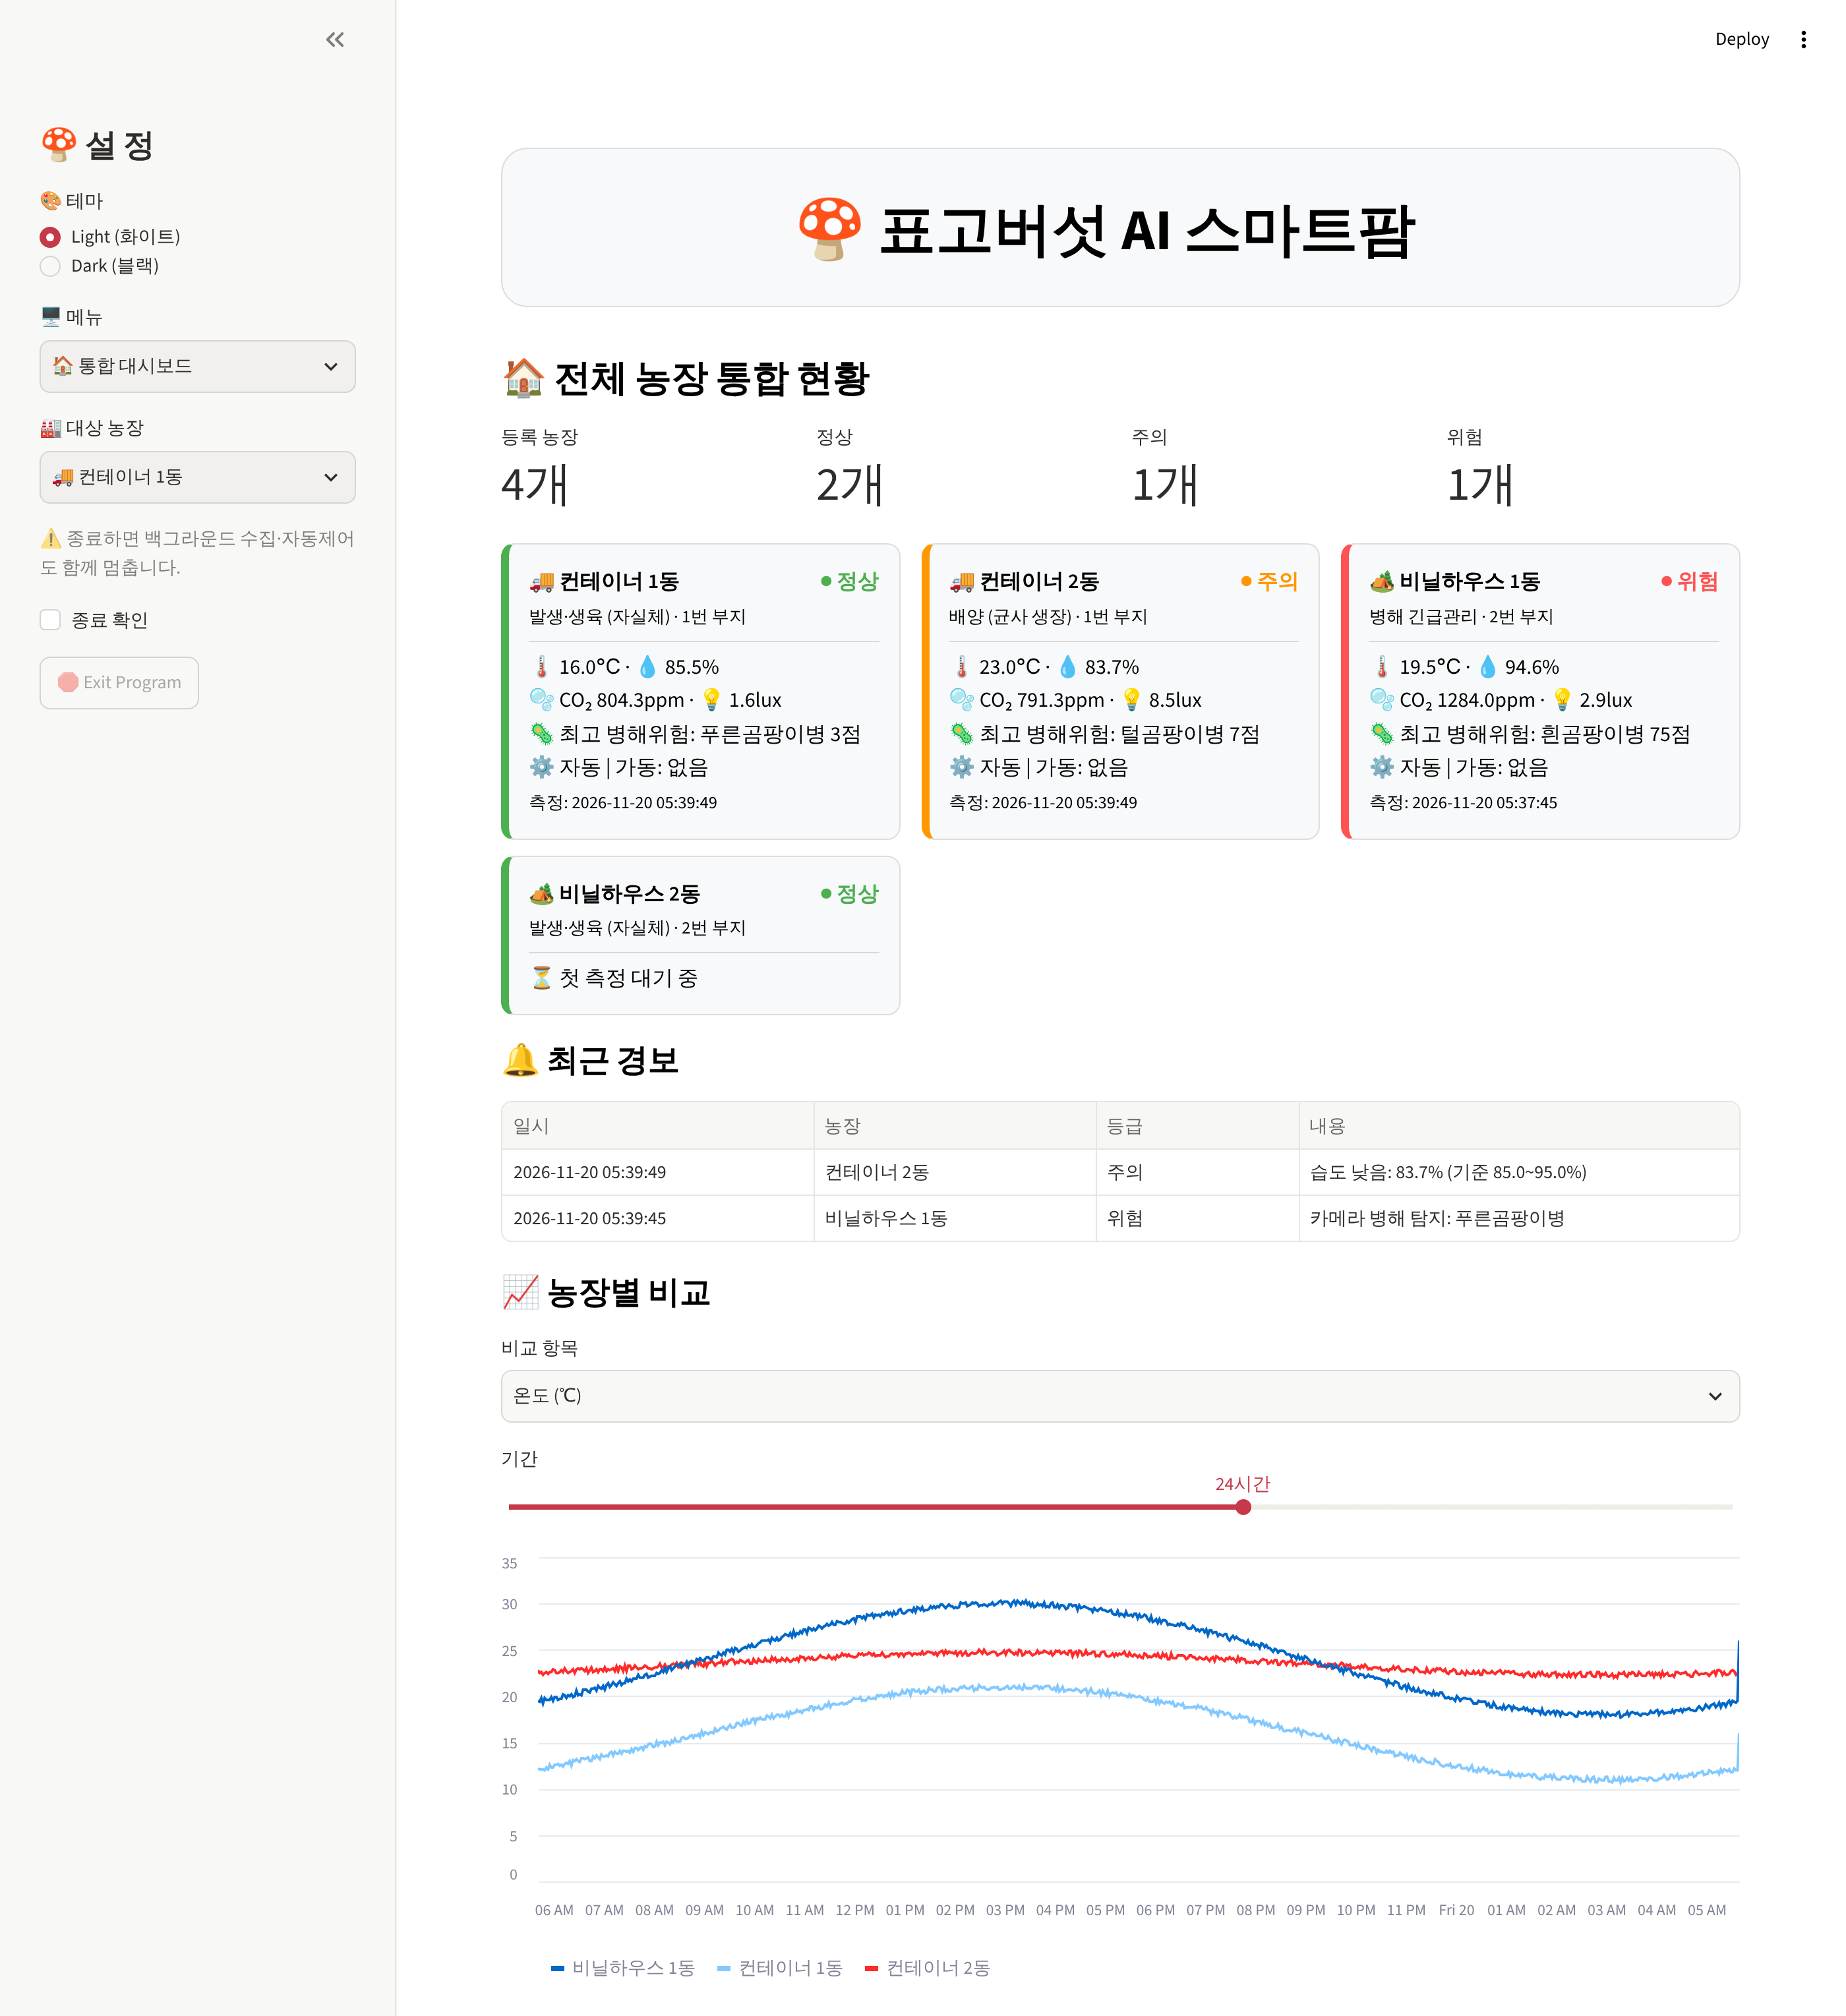 Deploy
설정
테마
Light (화이트)
Dark (블랙)
메뉴
통합 대시보드
대상 농장
컨테이너 1동
종료하면 백그라운드 수집·자동제어
도 함께 멈춥니다.
종료 확인
Exit Program
표고버섯 AI 스마트팜
전체 농장 통합 현황
등록 농장 정상 주의 위험
4개 2개 1개 1개
컨테이너 1동 정상
발생·생육 (자실체) · 1번 부지
16.0℃ · 85.5%
CO₂ 804.3ppm · 1.6lux
최고 병해위험: 푸른곰팡이병 3점
자동 | 가동: 없음
측정: 2026-11-20 05:39:49
컨테이너 2동 주의
배양 (균사 생장) · 1번 부지
23.0℃ · 83.7%
CO₂ 791.3ppm · 8.5lux
최고 병해위험: 털곰팡이병 7점
자동 | 가동: 없음
측정: 2026-11-20 05:39:49
비닐하우스 1동 위험
병해 긴급관리 · 2번 부지
19.5℃ · 94.6%
CO₂ 1284.0ppm · 2.9lux
최고 병해위험: 흰곰팡이병 75점
자동 | 가동: 없음
측정: 2026-11-20 05:37:45
비닐하우스 2동 정상
발생·생육 (자실체) · 2번 부지
첫 측정 대기 중
최근 경보
일시 농장 등급 내용
2026-11-20 05:39:49 컨테이너 2동 주의 습도 낮음: 83.7% (기준 85.0~95.0%)
2026-11-20 05:39:45 비닐하우스 1동 위험 카메라 병해 탐지: 푸른곰팡이병
농장별 비교
비교 항목
온도 (℃)
기간
24시간
35
30
25
20
15
10
5
0
06 AM 07 AM 08 AM 09 AM 10 AM 11 AM 12 PM 01 PM 02 PM 03 PM 04 PM 05 PM 06 PM 07 PM 08 PM 09 PM 10 PM 11 PM Fri 20 01 AM 02 AM 03 AM 04 AM 05 AM
비닐하우스 1동 컨테이너 1동 컨테이너 2동